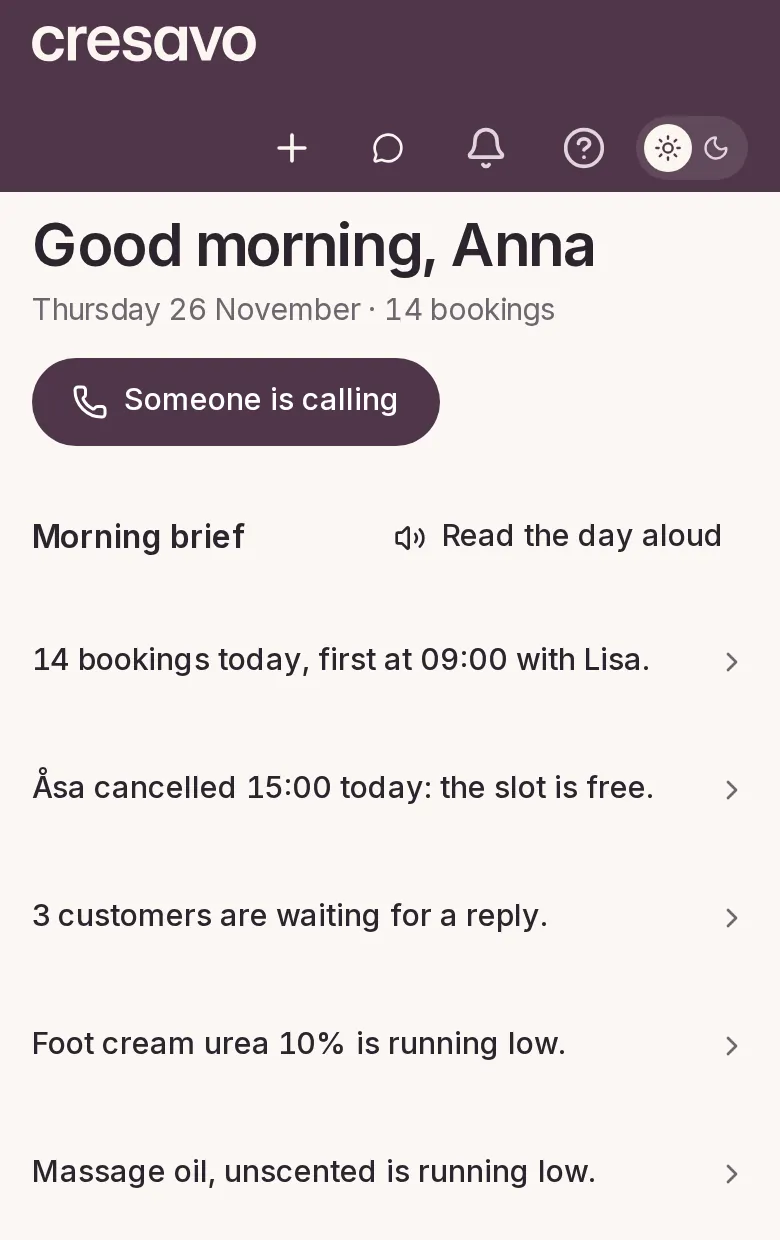 cresavo
Good morning, Anna
Thursday 26 November · 14 bookings
Someone is calling
Morning brief
Read the day aloud
14 bookings today, first at 09:00 with Lisa.
Åsa cancelled 15:00 today: the slot is free.
3 customers are waiting for a reply.
Foot cream urea 10% is running low.
Massage oil, unscented is running low.